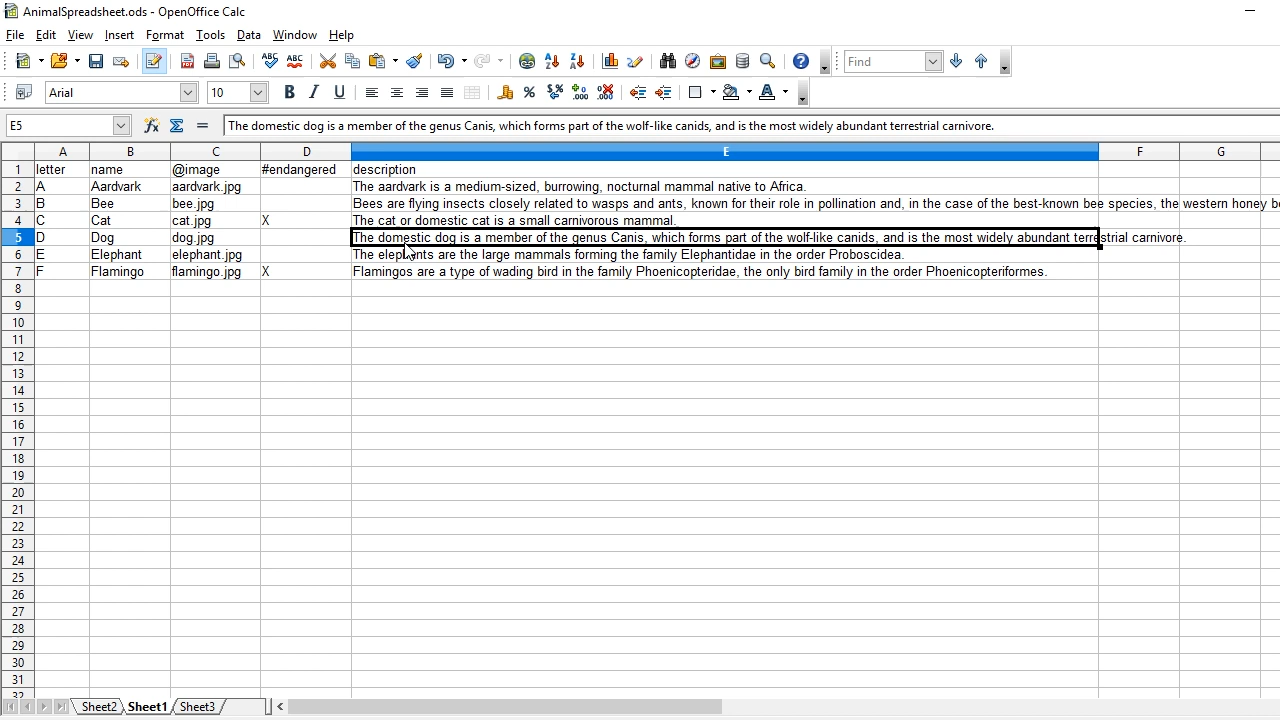 AnimalSpreadsheet.ods - OpenOffice Calc
File Edit View Insert Format Tools Data Window Help
Find
Arial 10 B I U
E5 The domestic dog is a member of the genus Canis, which forms part of the wolf-like canids, and is the most widely abundant terrestrial carnivore.
A B C D E F G
1 letter name @image #endangered description
2 A Aardvark aardvark.jpg The aardvark is a medium-sized, burrowing, nocturnal mammal native to Africa.
3 B Bee bee.jpg Bees are flying insects closely related to wasps and ants, known for their role in pollination and, in the case of the best-known bee species, the western honey
4 C Cat cat.jpg X The cat or domestic cat is a small carnivorous mammal.
5 D Dog dog.jpg The domestic dog is a member of the genus Canis, which forms part of the wolf-like canids, and is the most widely abundant terrestrial carnivore.
6 E Elephant elephant.jpg The elephants are the large mammals forming the family Elephantidae in the order Proboscidea.
7 F Flamingo flamingo.jpg X Flamingos are a type of wading bird in the family Phoenicopteridae, the only bird family in the order Phoenicopteriformes.
8
9
10
11
12
13
14
15
16
17
18
19
20
21
22
23
24
25
26
27
28
29
30
31
32
Sheet2 Sheet1 Sheet3